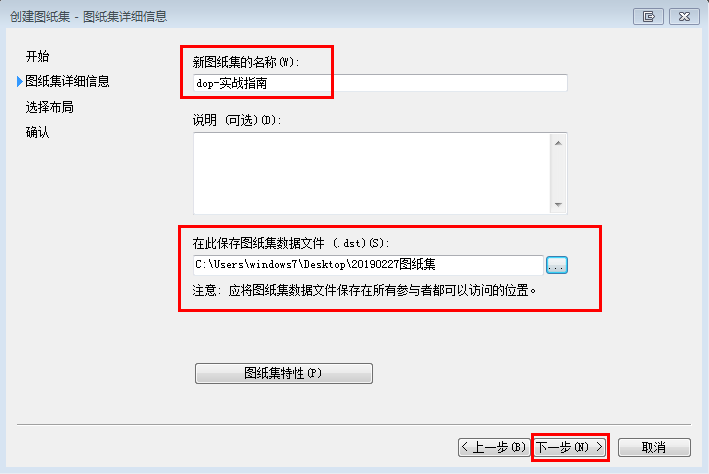 创建图纸集 - 图纸集详细信息
开始
图纸集详细信息
选择布局
确认
新图纸集的名称(W):
dop-实战指南
说明 (可选)(D):
在此保存图纸集数据文件 (.dst)(S):
C:\Users\windows7\Desktop\20190227图纸集
...
注意: 应将图纸集数据文件保存在所有参与者都可以访问的位置。
图纸集特性(P)
< 上一步(B) 下一步(N) > 取消